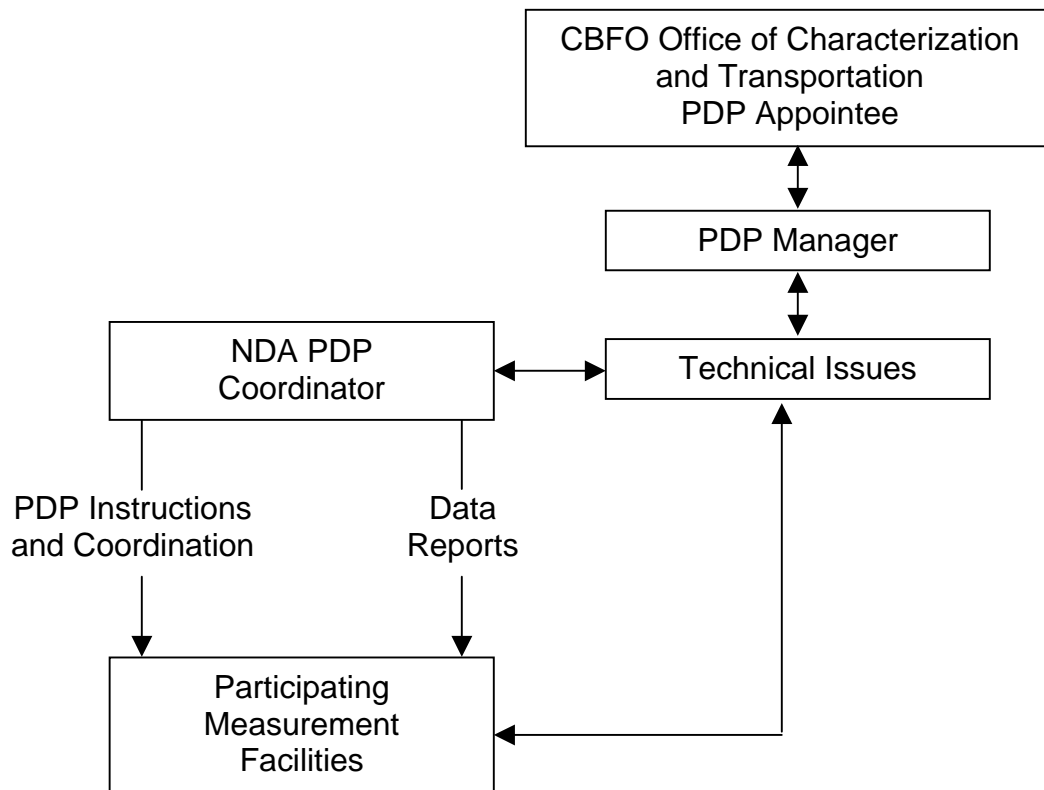 CBFO Office of Characterization
and Transportation
PDP Appointee
PDP Manager
NDA PDP
Coordinator
Technical Issues
PDP Instructions
and Coordination
Data
Reports
Participating
Measurement
Facilities